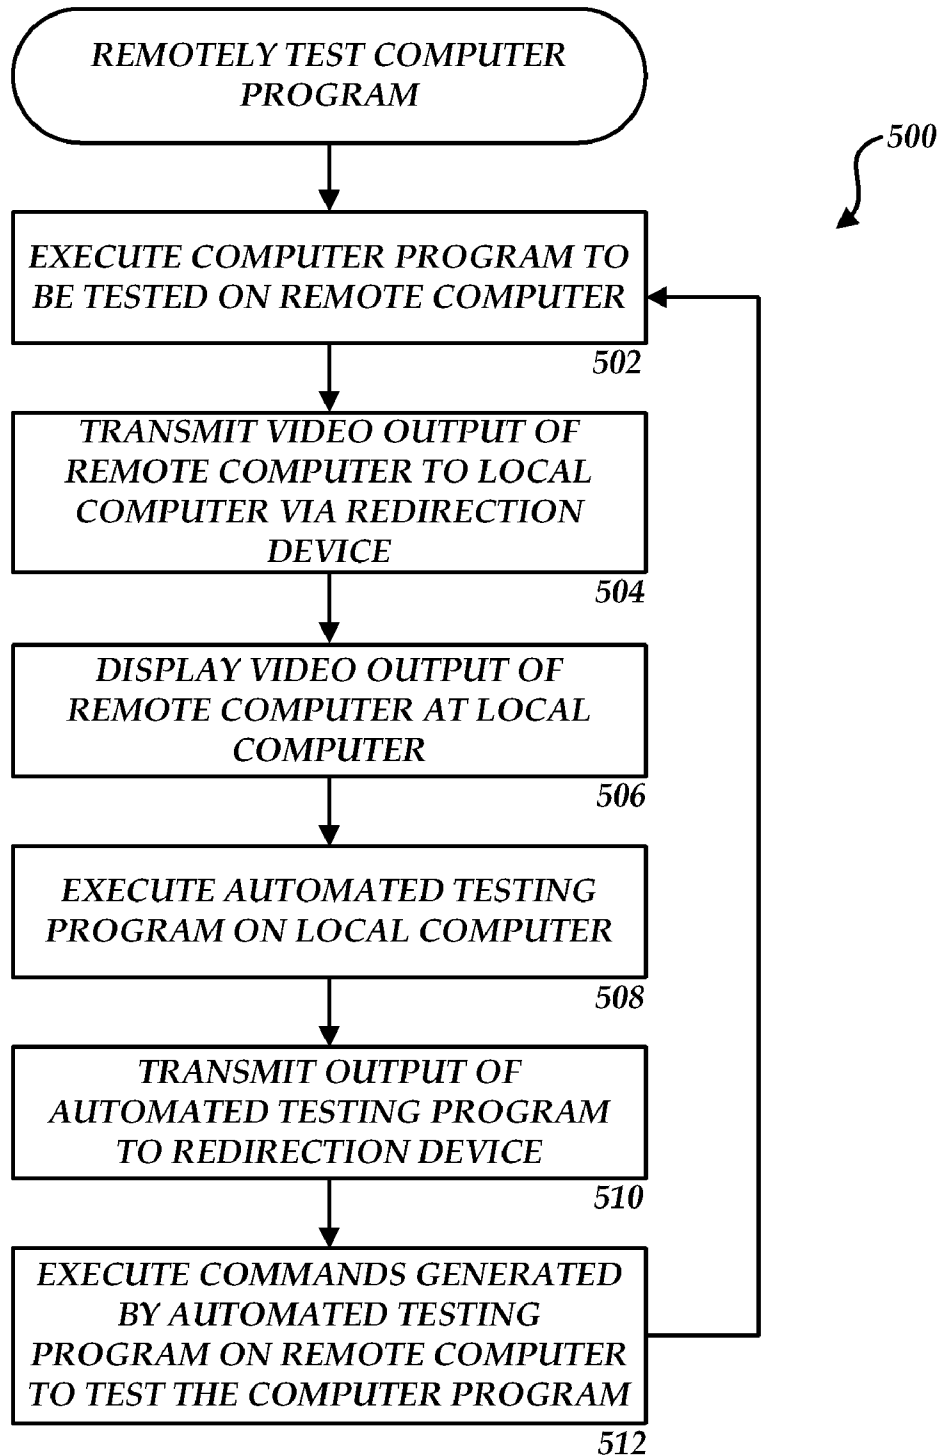 REMOTELY TEST COMPUTER
PROGRAM
500
EXECUTE COMPUTER PROGRAM TO
BE TESTED ON REMOTE COMPUTER
502
TRANSMIT VIDEO OUTPUT OF
REMOTE COMPUTER TO LOCAL
COMPUTER VIA REDIRECTION
DEVICE
504
DISPLAY VIDEO OUTPUT OF
REMOTE COMPUTER AT LOCAL
COMPUTER
506
EXECUTE AUTOMATED TESTING
PROGRAM ON LOCAL COMPUTER
508
TRANSMIT OUTPUT OF
AUTOMATED TESTING PROGRAM
TO REDIRECTION DEVICE
510
EXECUTE COMMANDS GENERATED
BY AUTOMATED TESTING
PROGRAM ON REMOTE COMPUTER
TO TEST THE COMPUTER PROGRAM
512